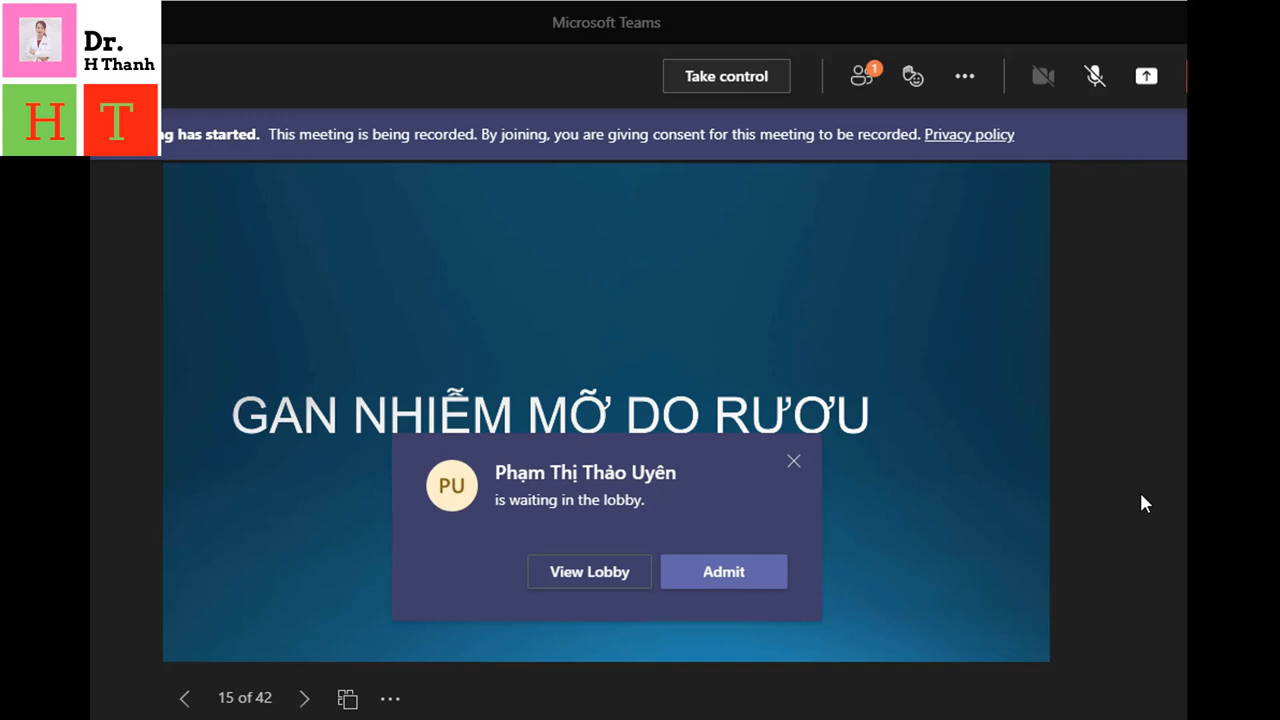 Microsoft Teams
Dr.
H Thanh
H T
Take control
1
ng has started. This meeting is being recorded. By joining, you are giving consent for this meeting to be recorded. Privacy policy
GAN NHIỄM MỠ DO RƯƠU
PU
Phạm Thị Thảo Uyên
is waiting in the lobby.
View Lobby
Admit
15 of 42